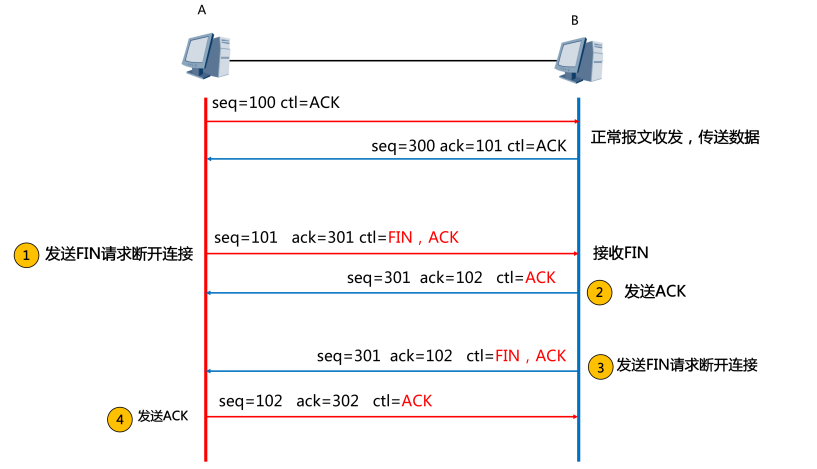 A
B
seq=100 ctl=ACK
正常报文收发，传送数据
seq=300 ack=101 ctl=ACK
seq=101 ack=301 ctl=FIN，ACK
1 发送FIN请求断开连接
接收FIN
seq=301 ack=102 ctl=ACK
2 发送ACK
seq=301 ack=102 ctl=FIN，ACK
3 发送FIN请求断开连接
seq=102 ack=302 ctl=ACK
4 发送ACK